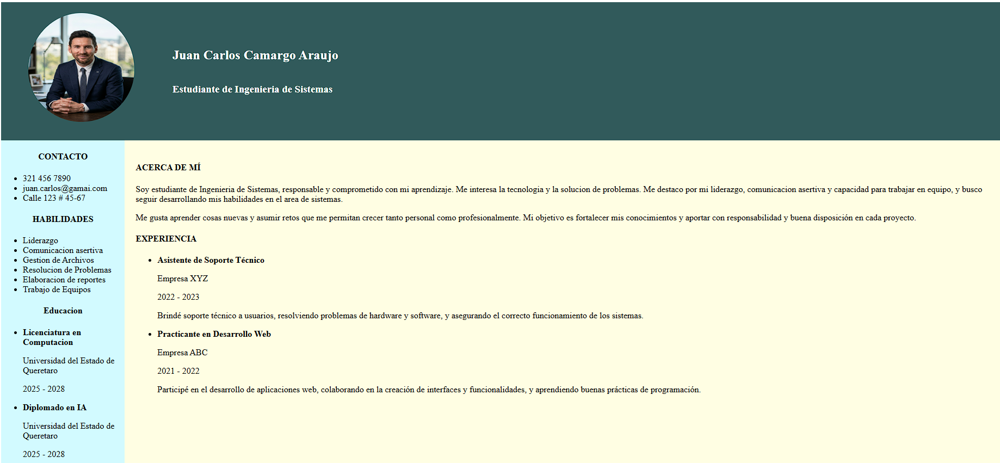 Juan Carlos Camargo Araujo
Estudiante de Ingenieria de Sistemas
CONTACTO
321 456 7890
juan.carlos@gamai.com
Calle 123 # 45-67
HABILIDADES
Liderazgo
Comunicacion asertiva
Gestion de Archivos
Resolucion de Problemas
Elaboracion de reportes
Trabajo de Equipos
Educacion
Licenciatura en
Computacion
Universidad del Estado de
Queretaro
2025 - 2028
Diplomado en IA
Universidad del Estado de
Queretaro
2025 - 2028
ACERCA DE MÍ
Soy estudiante de Ingenieria de Sistemas, responsable y comprometido con mi aprendizaje. Me interesa la tecnologia y la solucion de problemas. Me destaco por mi liderazgo, comunicacion asertiva y capacidad para trabajar en equipo, y busco
seguir desarrollando mis habilidades en el area de sistemas.
Me gusta aprender cosas nuevas y asumir retos que me permitan crecer tanto personal como profesionalmente. Mi objetivo es fortalecer mis conocimientos y aportar con responsabilidad y buena disposición en cada proyecto.
EXPERIENCIA
Asistente de Soporte Técnico
Empresa XYZ
2022 - 2023
Brindé soporte técnico a usuarios, resolviendo problemas de hardware y software, y asegurando el correcto funcionamiento de los sistemas.
Practicante en Desarrollo Web
Empresa ABC
2021 - 2022
Participé en el desarrollo de aplicaciones web, colaborando en la creación de interfaces y funcionalidades, y aprendiendo buenas prácticas de programación.